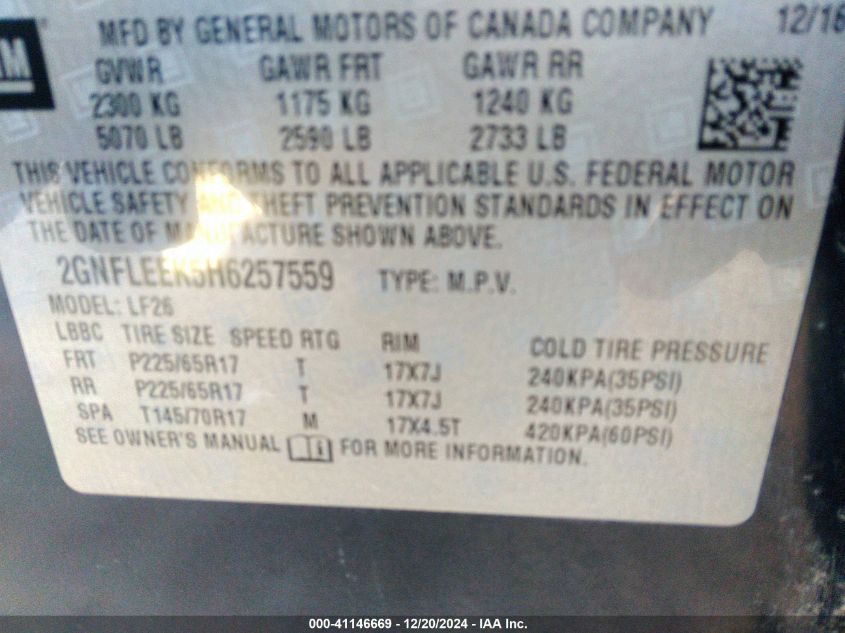 GM
MFD BY GENERAL MOTORS OF CANADA COMPANY 12/16
GVWR GAWR FRT GAWR RR
2300 KG 1175 KG 1240 KG
5070 LB 2590 LB 2733 LB
THIS VEHICLE CONFORMS TO ALL APPLICABLE U.S. FEDERAL MOTOR
VEHICLE SAFETY AND THEFT PREVENTION STANDARDS IN EFFECT ON
THE DATE OF MANUFACTURE SHOWN ABOVE.
2GNFLEEK5H6257559 TYPE: M.P.V.
MODEL: LF26
LBBC TIRE SIZE SPEED RTG RIM COLD TIRE PRESSURE
FRT P225/65R17 T 17X7J 240KPA(35PSI)
RR P225/65R17 T 17X7J 240KPA(35PSI)
SPA T145/70R17 M 17X4.5T 420KPA(60PSI)
SEE OWNER'S MANUAL FOR MORE INFORMATION.
000-41146669 - 12/20/2024 - IAA Inc.